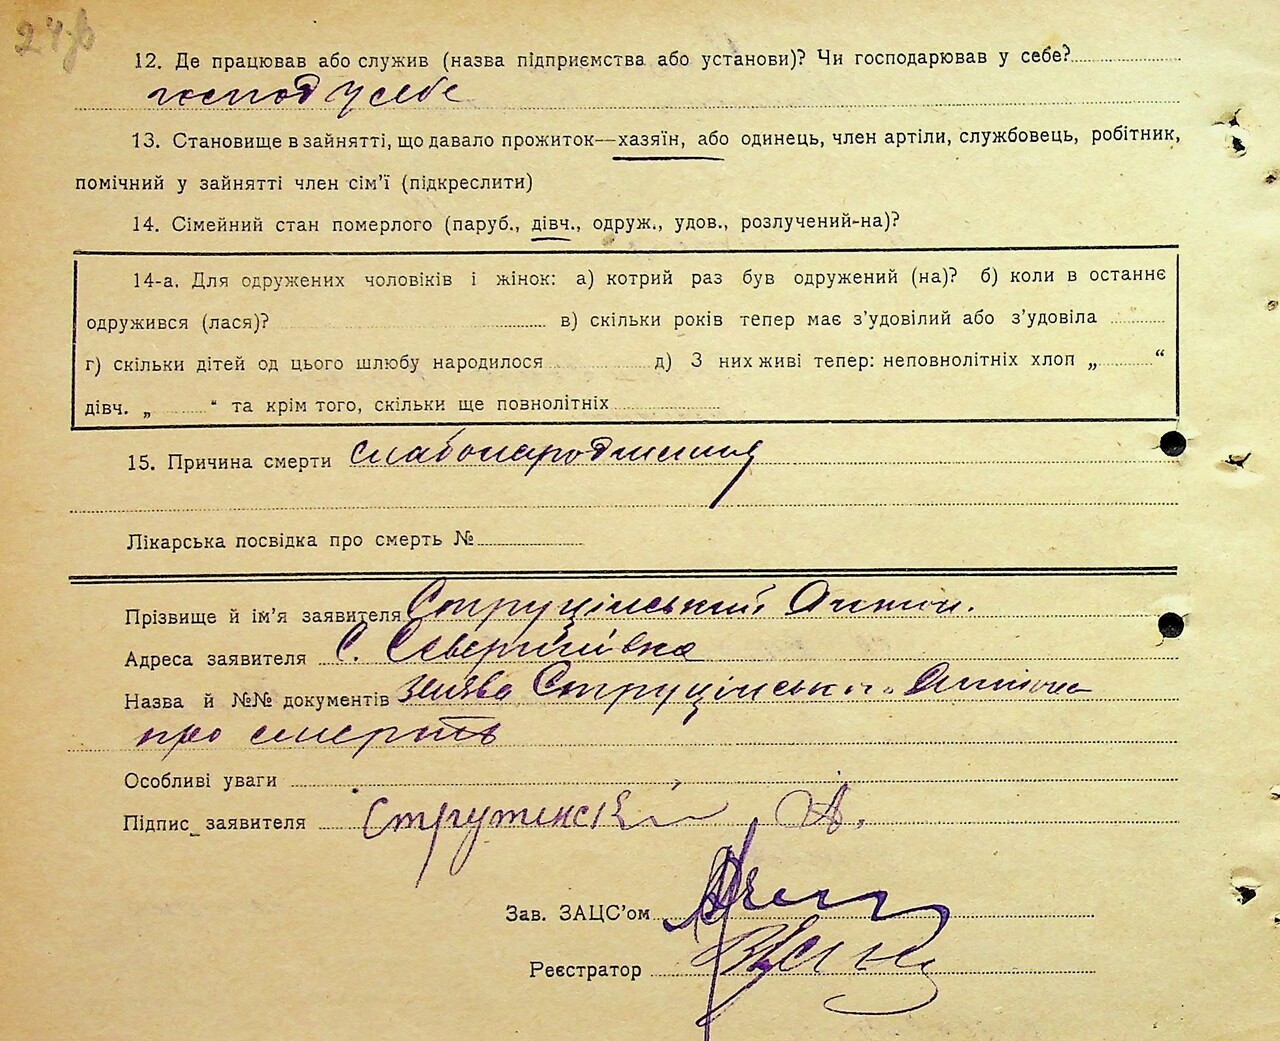 12. Де працював або служив (назва підприємства або установи)? Чи господарював у себе?
господ у себе
13. Становище в зайнятті, що давало прожиток—хазяїн, або одинець, член артіли, службовець, робітник,
помічний у зайнятті член сім'ї (підкреслити)
14. Сімейний стан померлого (паруб., дівч., одруж., удов., розлучений-на)?
14-а. Для одружених чоловіків і жінок: а) котрий раз був одружений (на)? б) коли в останнє
одружився (лася)? в) скільки років тепер має з'удовілий або з'удовіла
г) скільки дітей од цього шлюбу народилося д) З них живі тепер: неповнолітніх хлоп „ “
дівч. „ “ та крім того, скільки ще повнолітніх
15. Причина смерти слабонародження
Лікарська посвідка про смерть №
Прізвище й ім'я заявителя Струцінський Антон.
Адреса заявителя С. Северинівка
Назва й №№ документів заява Струцінськ Антона
про смерть
Особливі уваги
Підпис заявителя А.
Зав. ЗАЦС'ом
Реєстратор